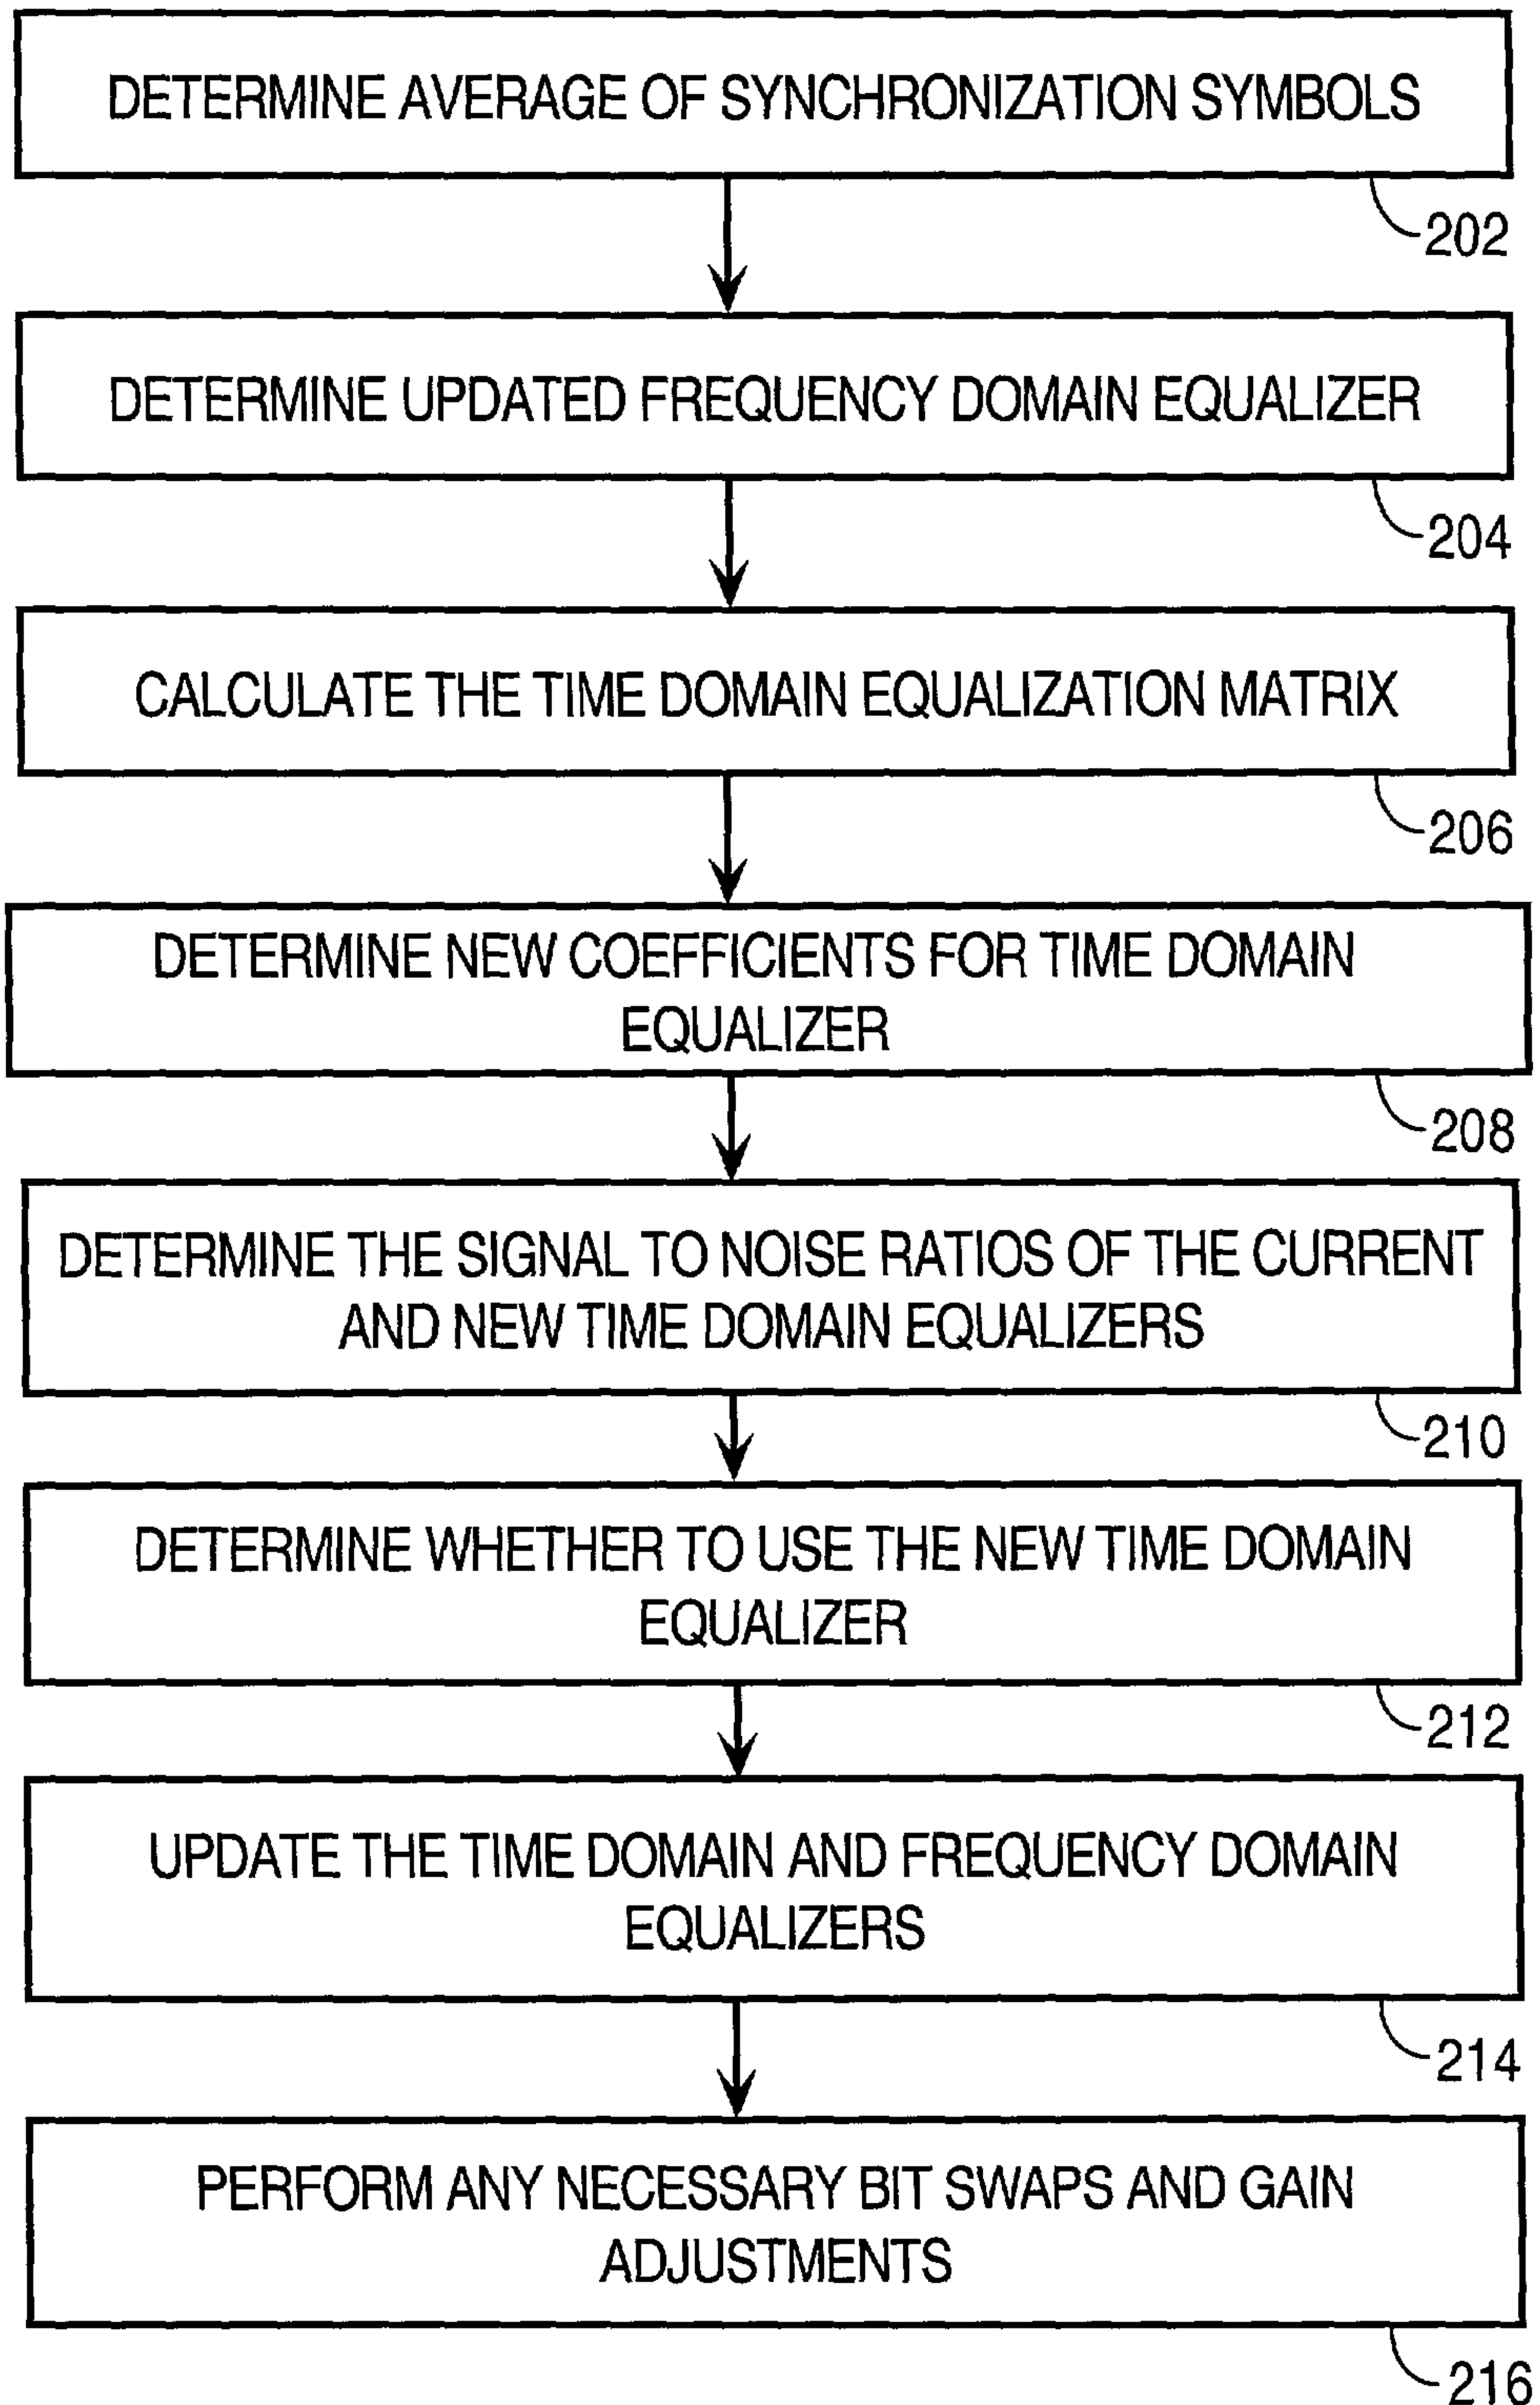 DETERMINE AVERAGE OF SYNCHRONIZATION SYMBOLS
202
DETERMINE UPDATED FREQUENCY DOMAIN EQUALIZER
204
CALCULATE THE TIME DOMAIN EQUALIZATION MATRIX
206
DETERMINE NEW COEFFICIENTS FOR TIME DOMAIN
EQUALIZER
208
DETERMINE THE SIGNAL TO NOISE RATIOS OF THE CURRENT
AND NEW TIME DOMAIN EQUALIZERS
210
DETERMINE WHETHER TO USE THE NEW TIME DOMAIN
EQUALIZER
212
UPDATE THE TIME DOMAIN AND FREQUENCY DOMAIN
EQUALIZERS
214
PERFORM ANY NECESSARY BIT SWAPS AND GAIN
ADJUSTMENTS
216